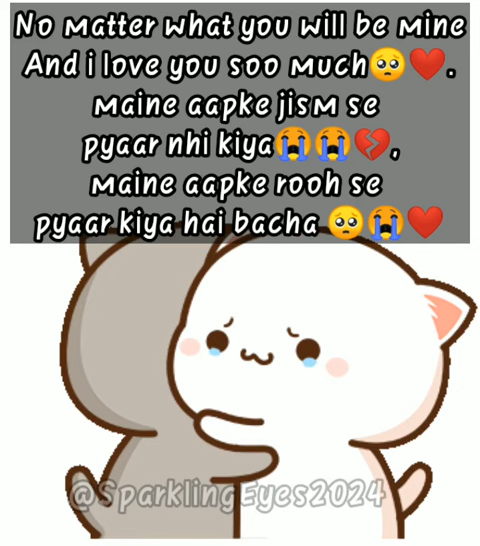 No matter what you will be mine
And i love you soo much🥺❤️.
maine aapke jism se
pyaar nhi kiya😭😭💔,
maine aapke rooh se
pyaar kiya hai bacha 🥺😭❤️
@SparklingEyes2024